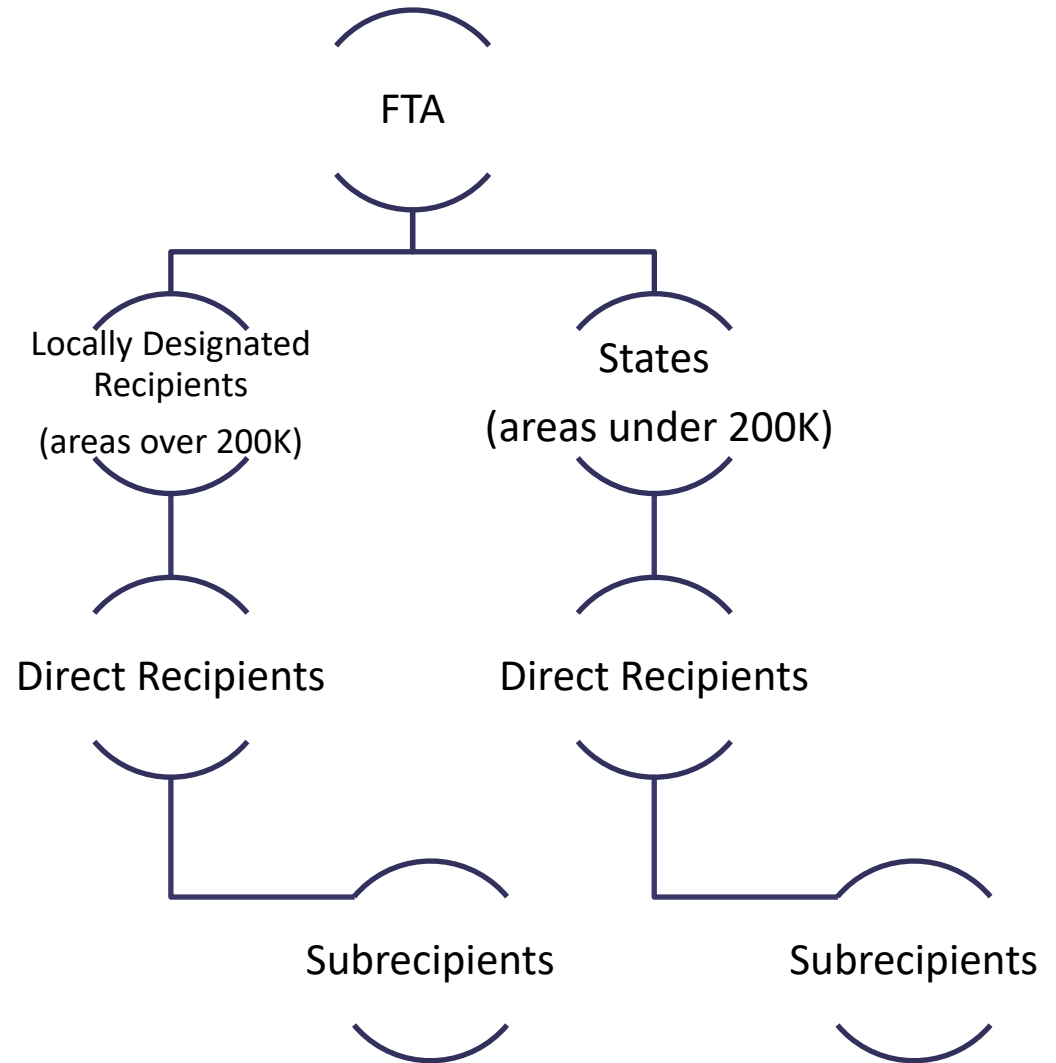 FTA
Locally Designated
Recipients
(areas over 200K)
States
(areas under 200K)
Direct Recipients
Direct Recipients
Subrecipients
Subrecipients